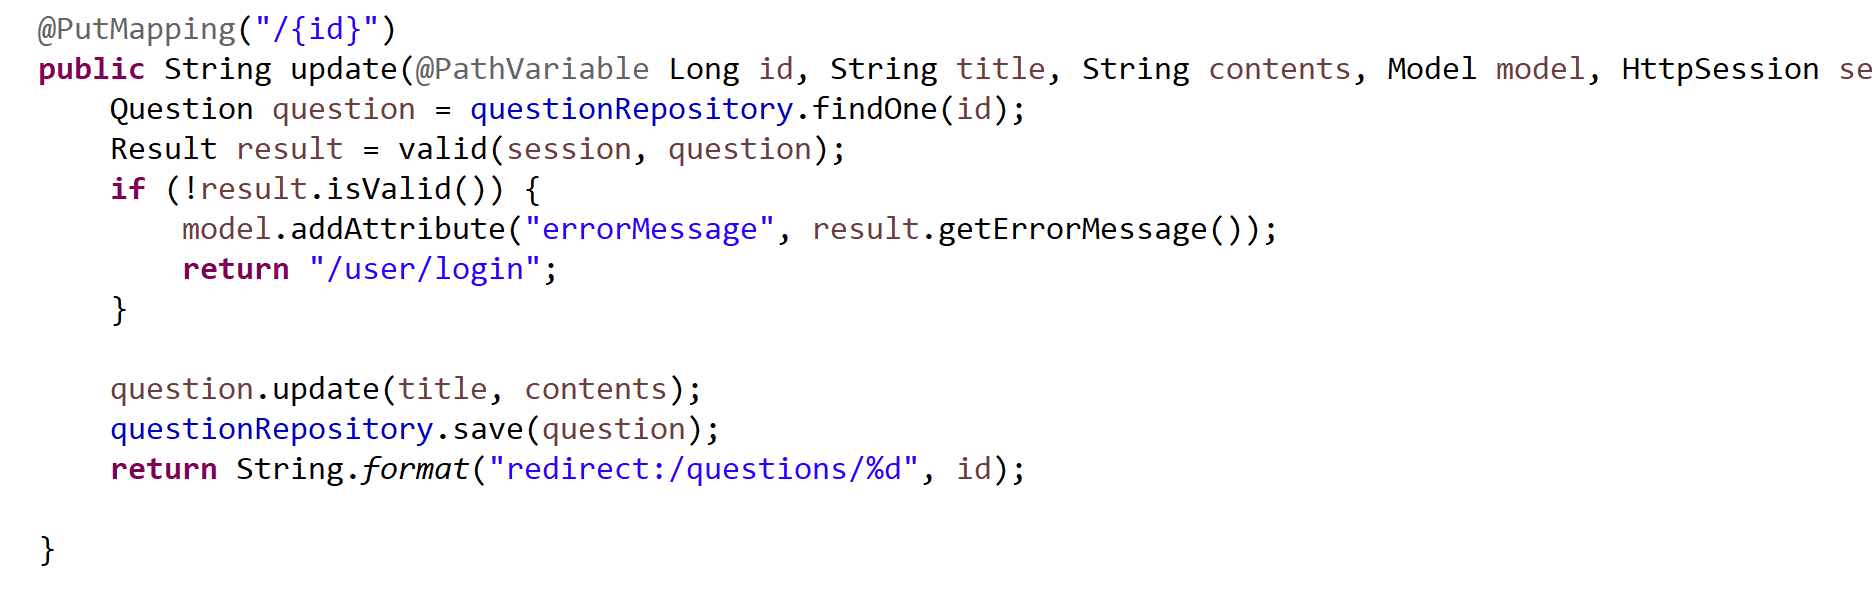 @PutMapping("/{id}")
public String update(@PathVariable Long id, String title, String contents, Model model, HttpSession se
Question question = questionRepository.findOne(id);
Result result = valid(session, question);
if (!result.isValid()) {
model.addAttribute("errorMessage", result.getErrorMessage());
return "/user/login";
}
question.update(title, contents);
questionRepository.save(question);
return String.format("redirect:/questions/%d", id);
}